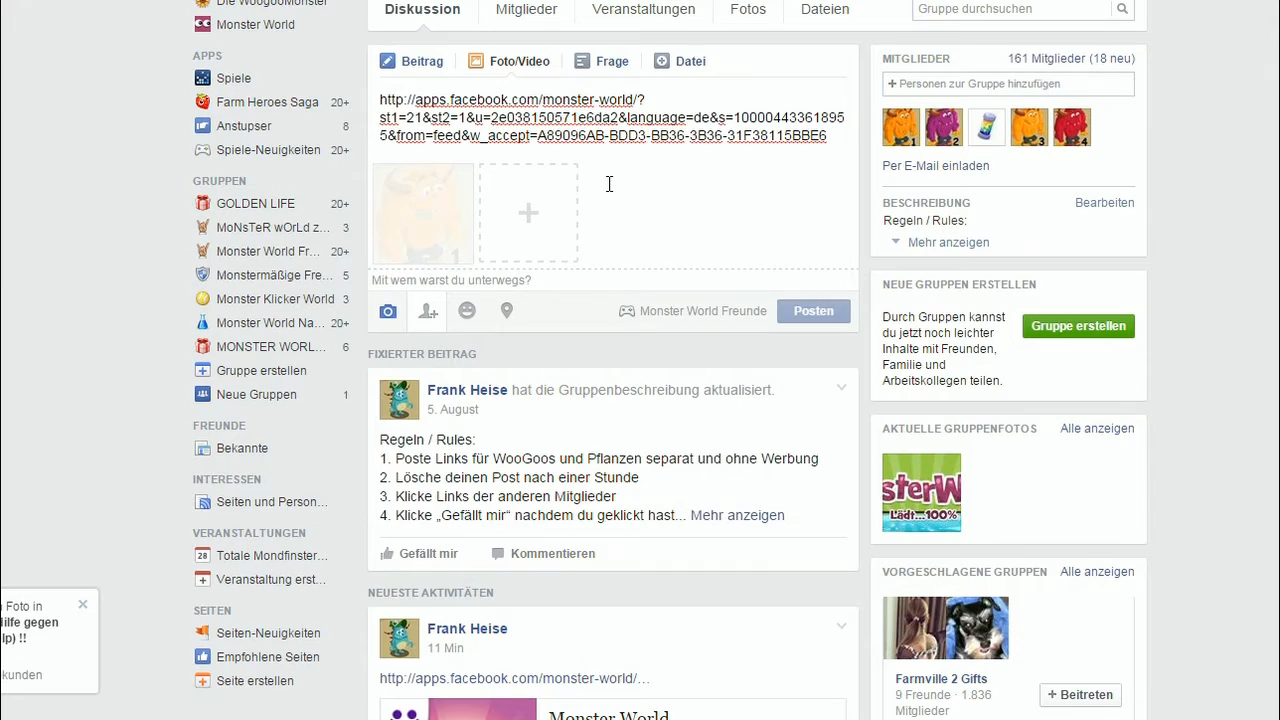 Die WoogooMonster
Monster World
APPS
Spiele
Farm Heroes Saga 20+
Anstupser 8
Spiele-Neuigkeiten 20+
GRUPPEN
GOLDEN LIFE 20+
MoNsTeR wOrLd z... 3
Monster World Fr... 20+
Monstermäßige Fre... 5
Monster Klicker World 3
Monster World Na... 20+
MONSTER WORL... 6
Gruppe erstellen
Neue Gruppen 1
FREUNDE
Bekannte
INTERESSEN
Seiten und Person...
VERANSTALTUNGEN
28 Totale Mondfinster...
Veranstaltung erst...
SEITEN
Seiten-Neuigkeiten
Empfohlene Seiten
Seite erstellen
Foto in
ilfe gegen
lp) !!
kunden
Diskussion Mitglieder Veranstaltungen Fotos Dateien
Gruppe durchsuchen
Beitrag Foto/Video Frage Datei
http://apps.facebook.com/monster-world/?
st1=21&st2=1&u=2e038150571e6da2&language=de&s=10000443361895
5&from=feed&w_accept=A89096AB-BDD3-BB36-3B36-31F38115BBE6
Mit wem warst du unterwegs?
Monster World Freunde Posten
FIXIERTER BEITRAG
Frank Heise hat die Gruppenbeschreibung aktualisiert.
5. August
Regeln / Rules:
1. Poste Links für WooGoos und Pflanzen separat und ohne Werbung
2. Lösche deinen Post nach einer Stunde
3. Klicke Links der anderen Mitglieder
4. Klicke „Gefällt mir“ nachdem du geklickt hast... Mehr anzeigen
Gefällt mir Kommentieren
NEUESTE AKTIVITÄTEN
Frank Heise
11 Min
http://apps.facebook.com/monster-world/...
Monster World
MITGLIEDER 161 Mitglieder (18 neu)
+ Personen zur Gruppe hinzufügen
Per E-Mail einladen
BESCHREIBUNG Bearbeiten
Regeln / Rules:
Mehr anzeigen
NEUE GRUPPEN ERSTELLEN
Durch Gruppen kannst
du jetzt noch leichter
Inhalte mit Freunden,
Familie und
Arbeitskollegen teilen.
Gruppe erstellen
AKTUELLE GRUPPENFOTOS Alle anzeigen
sterW
Lädt...100%
VORGESCHLAGENE GRUPPEN Alle anzeigen
Farmville 2 Gifts
9 Freunde · 1.836
Mitglieder
+ Beitreten